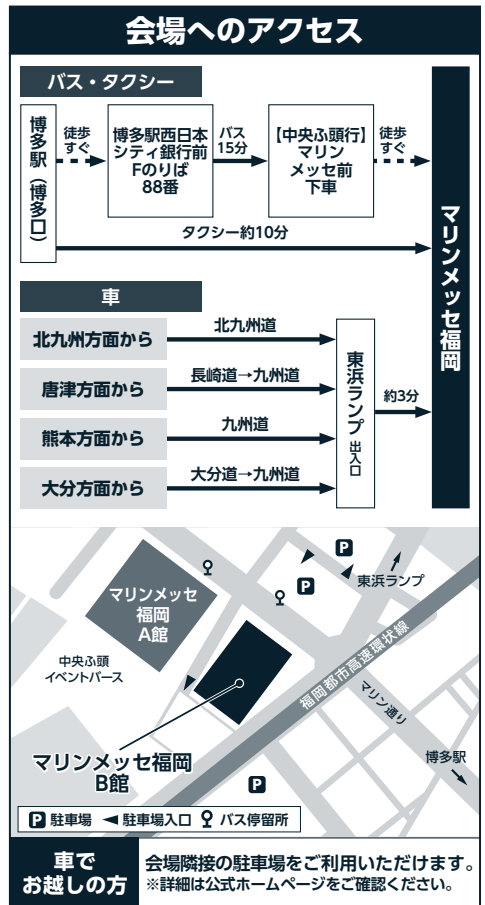 会場へのアクセス
バス・タクシー
博多駅（博多口）
徒歩
すぐ
博多駅西日本
シティ銀行前
Fのりば
88番
バス
15分
【中央ふ頭行】
マリン
メッセ前
下車
徒歩
すぐ
タクシー約10分
マリンメッセ福岡
車
北九州方面から
北九州道
唐津方面から
長崎道→九州道
熊本方面から
九州道
大分方面から
大分道→九州道
東浜ランプ 出入口
約3分
P
P
東浜ランプ
マリンメッセ
福岡
A館
中央ふ頭
イベントバース
福岡都市高速環状線
マリン通り
博多駅
マリンメッセ福岡
B館
P
P 駐車場 駐車場入口 バス停留所
車で
お越しの方
会場隣接の駐車場をご利用いただけます。
※詳細は公式ホームページをご確認ください。